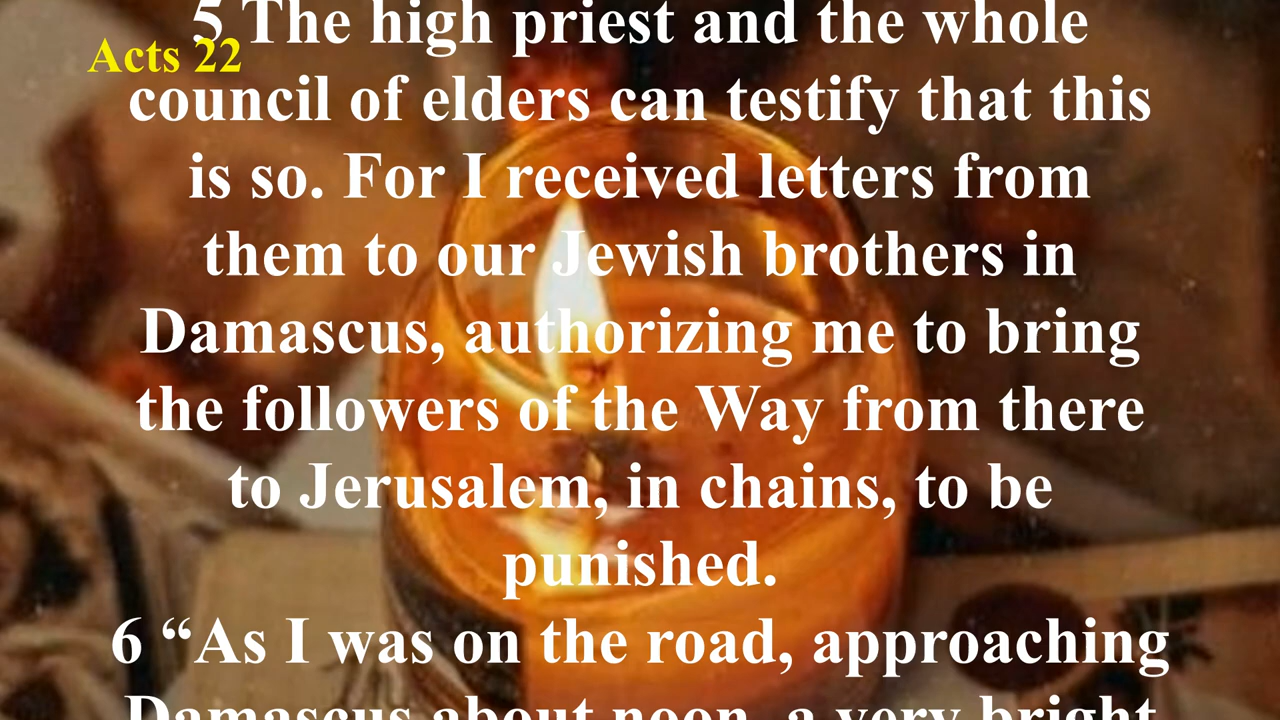 5 The high priest and the whole
Acts 22
council of elders can testify that this
is so. For I received letters from
them to our Jewish brothers in
Damascus, authorizing me to bring
the followers of the Way from there
to Jerusalem, in chains, to be
punished.
6 “As I was on the road, approaching
Damascus about noon, a very bright